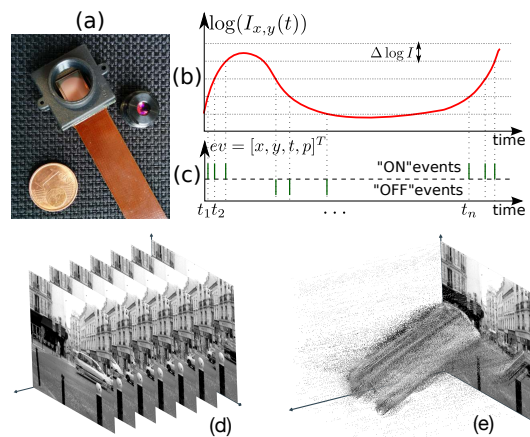 (a)
log(I_{x,y}(t))
Δ log I
(b)
time
ev = [x, y, t, p]^T
(c)
"ON"events
"OFF"events
t_1 t_2
...
t_n
time
(d)
(e)